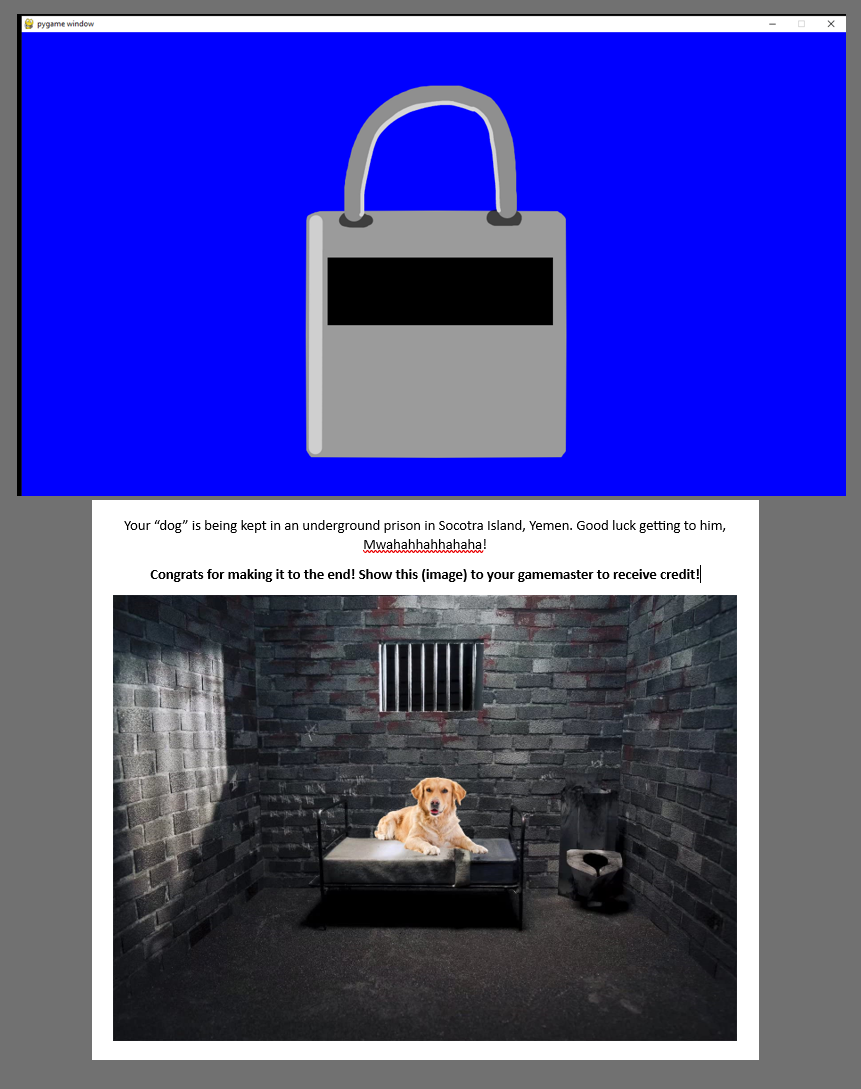 pygame window
Your “dog” is being kept in an underground prison in Socotra Island, Yemen. Good luck getting to him,
Mwahahhahhahaha!
Congrats for making it to the end! Show this (image) to your gamemaster to receive credit!